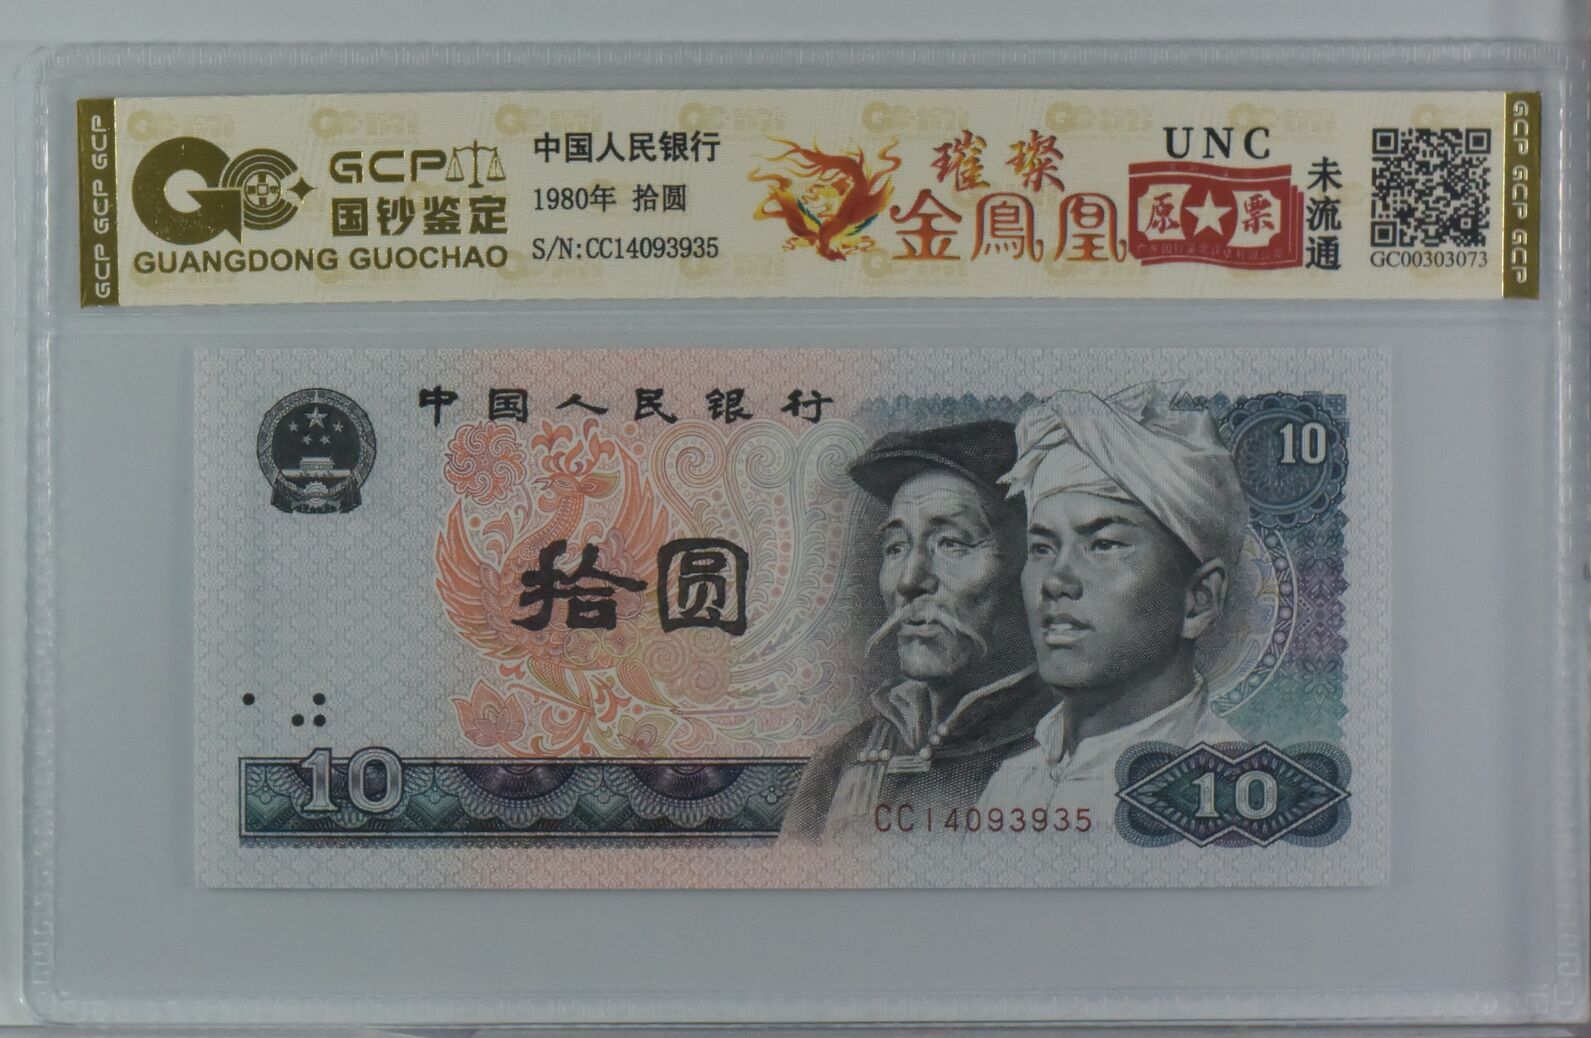 GCP GCP GCP
GC
GCP
国钞鉴定
GUANGDONG GUOCHAO
中国人民银行
1980年 拾圆
S/N:CC14093935
璀璨
金鳳凰
UNC
原★票
未流通
GC00303073
GCP GCP GCP
中国人民银行
10
拾圆
10
CC14093935
10